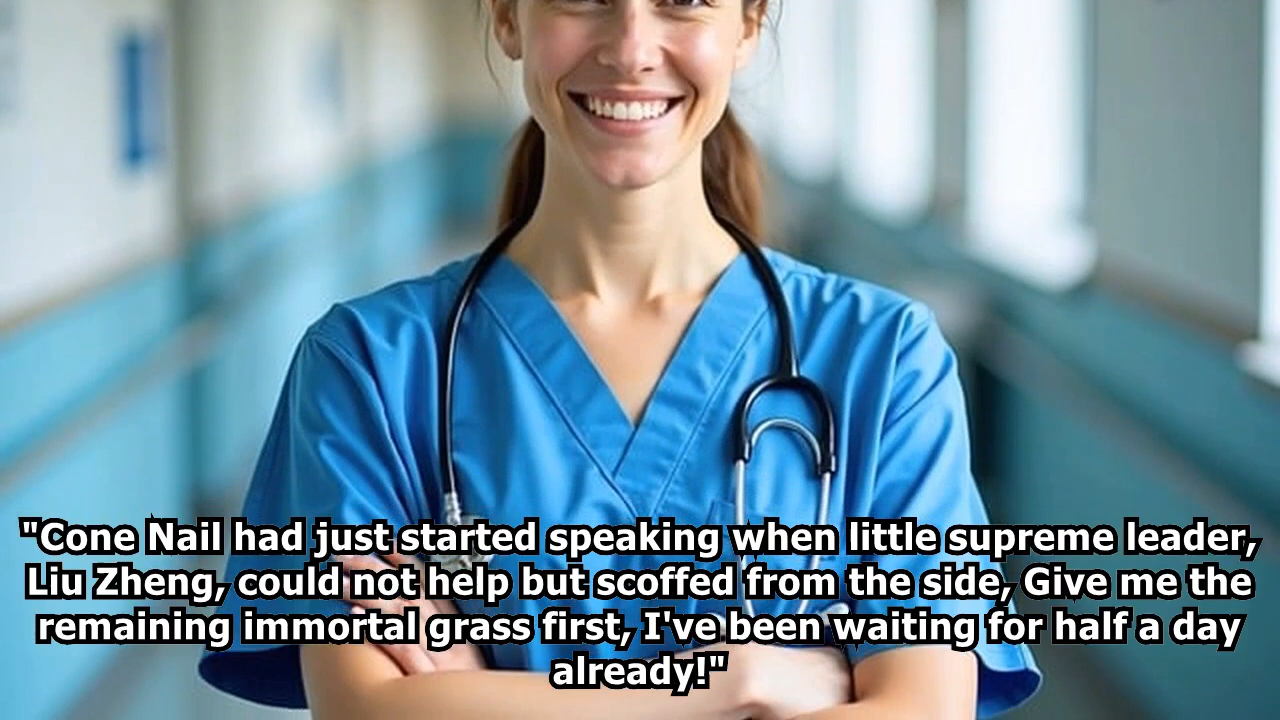 "Cone Nail had just started speaking when little supreme leader,
Liu Zheng, could not help but scoffed from the side, Give me the
remaining immortal grass first, I've been waiting for half a day
already!"